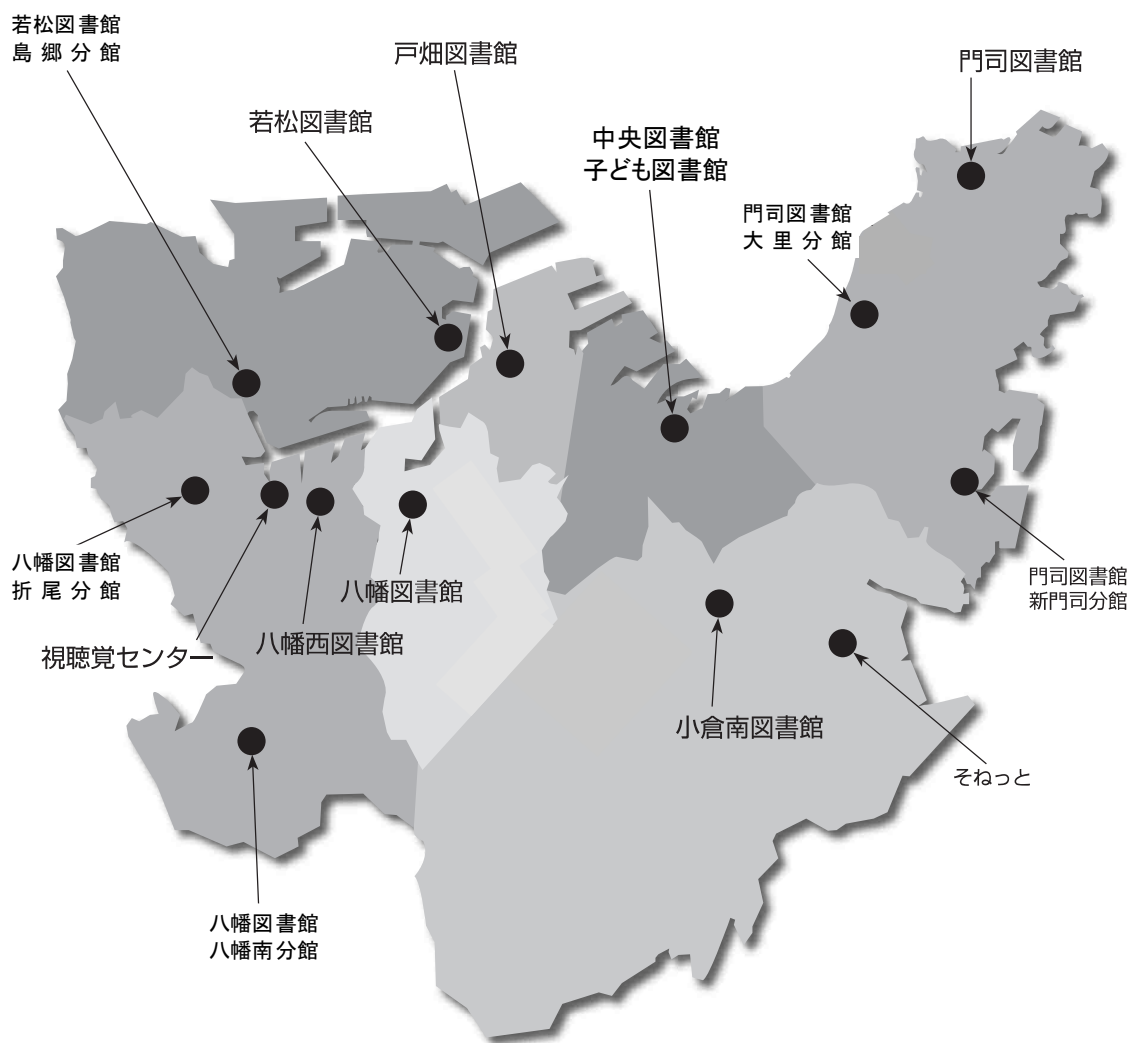 若松図書館
島郷分館
戸畑図書館
門司図書館
若松図書館
中央図書館
子ども図書館
門司図書館
大里分館
八幡図書館
折尾分館
門司図書館
新門司分館
八幡図書館
八幡西図書館
視聴覚センター
小倉南図書館
そねっと
八幡図書館
八幡南分館